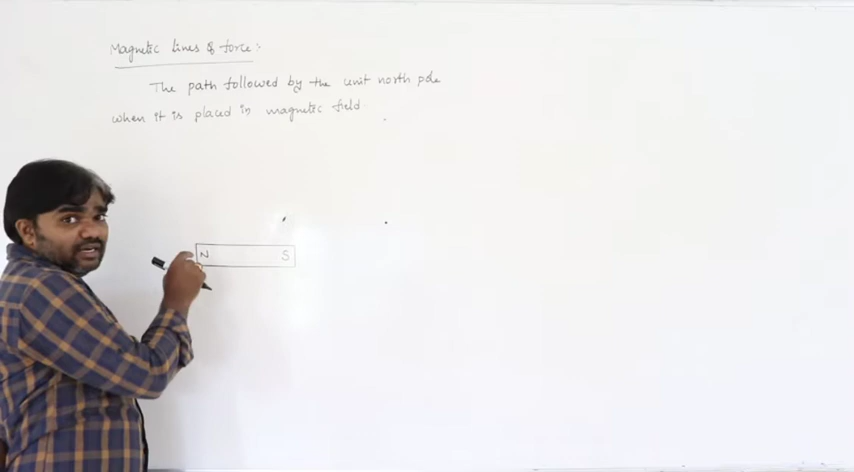 Magnetic lines of force:-
The path followed by the unit north pole
when it is placed in magnetic field
N S